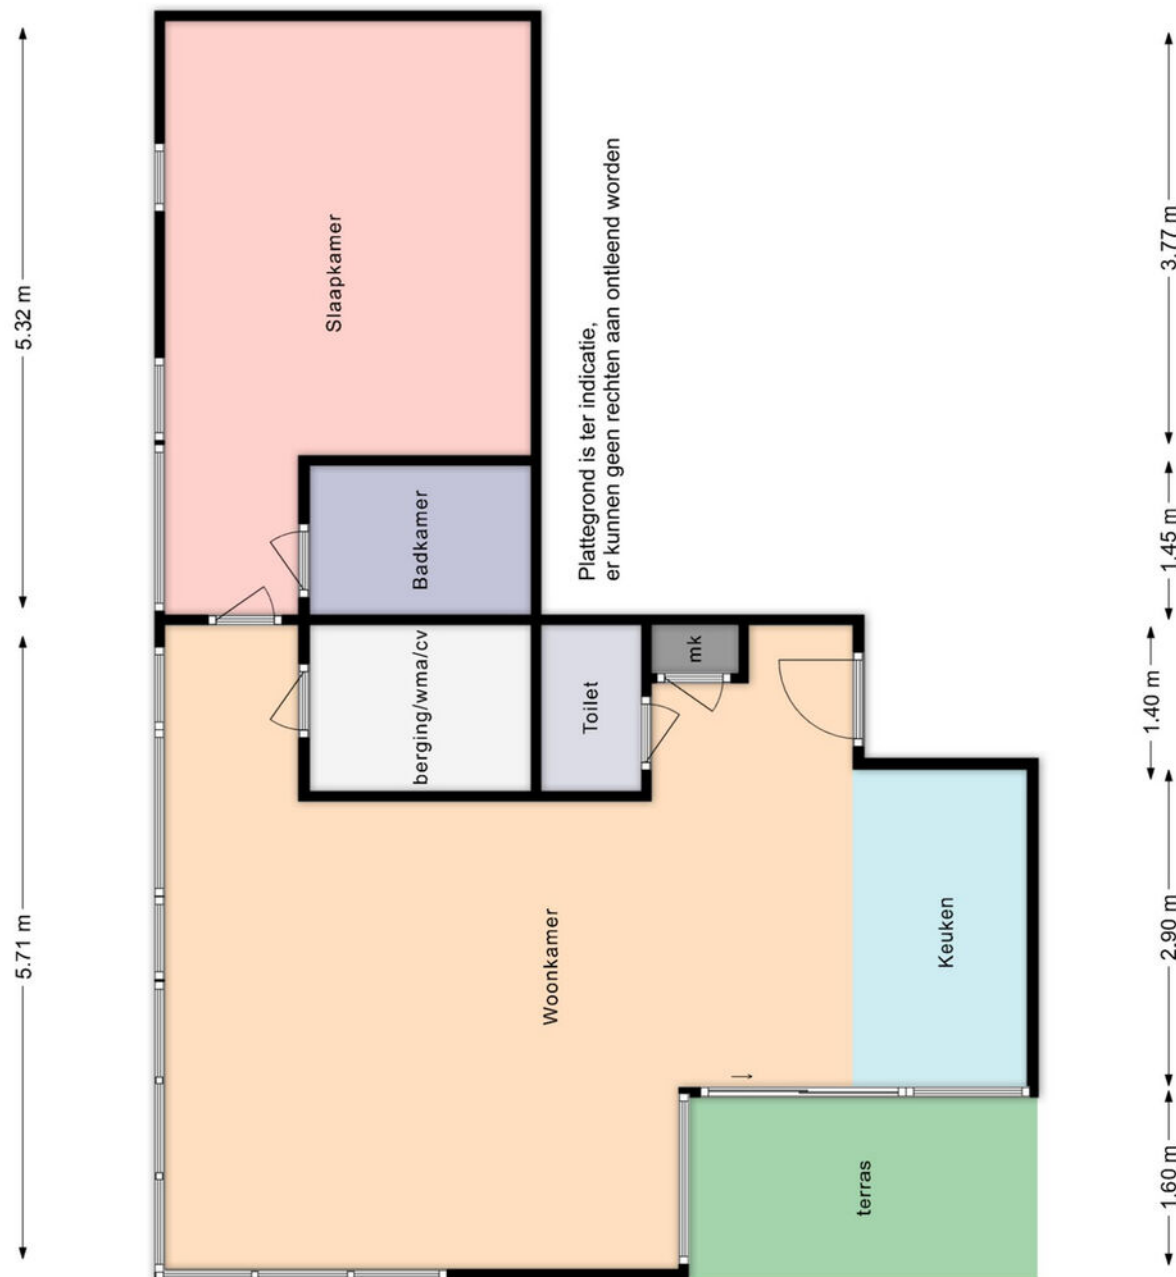 5.32 m
5.71 m
Slaapkamer
Badkamer
berging/wma/cv
Toilet
mk
Woonkamer
Keuken
terras
Plattegrond is ter indicatie,
er kunnen geen rechten aan ontleend worden
3.77 m
1.45 m
1.40 m
2.90 m
1.60 m